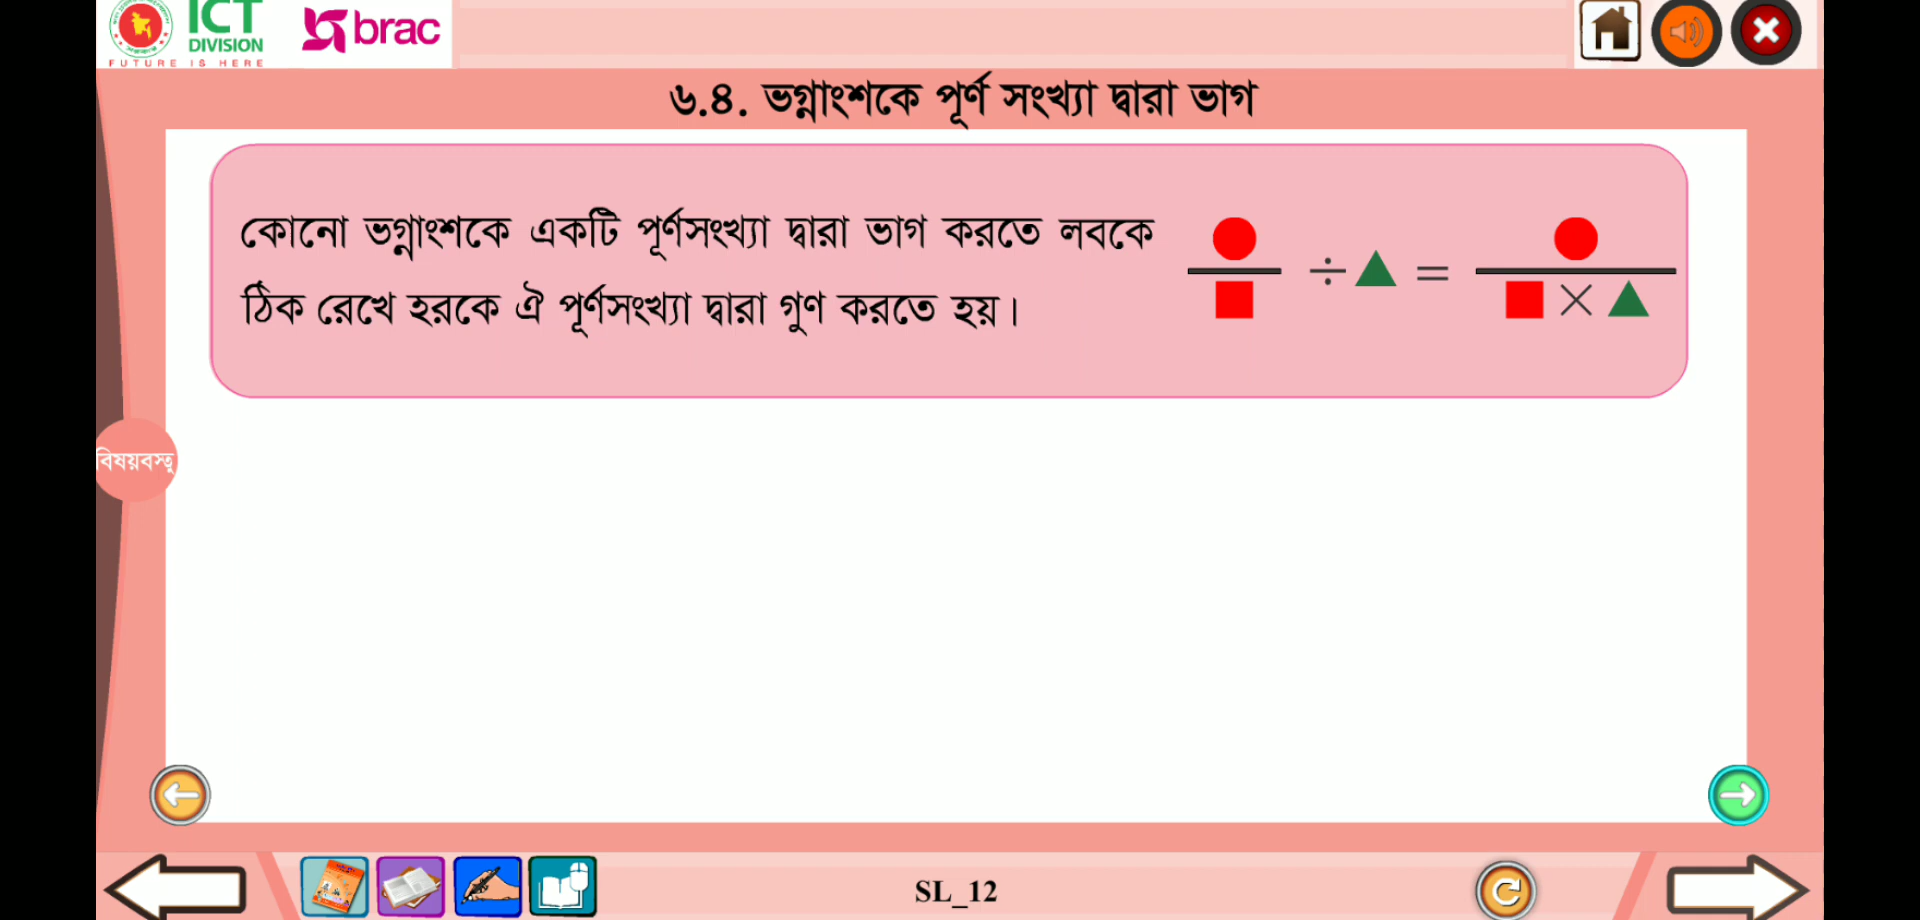 ICT
DIVISION
FUTURE IS HERE
brac
৬.৪. ভগ্নাংশকে পূর্ণ সংখ্যা দ্বারা ভাগ
কোনো ভগ্নাংশকে একটি পূর্ণসংখ্যা দ্বারা ভাগ করতে লবকে
ঠিক রেখে হরকে ঐ পূর্ণসংখ্যা দ্বারা গুণ করতে হয়।
÷ =
×
বিষয়বস্তু
SL_12